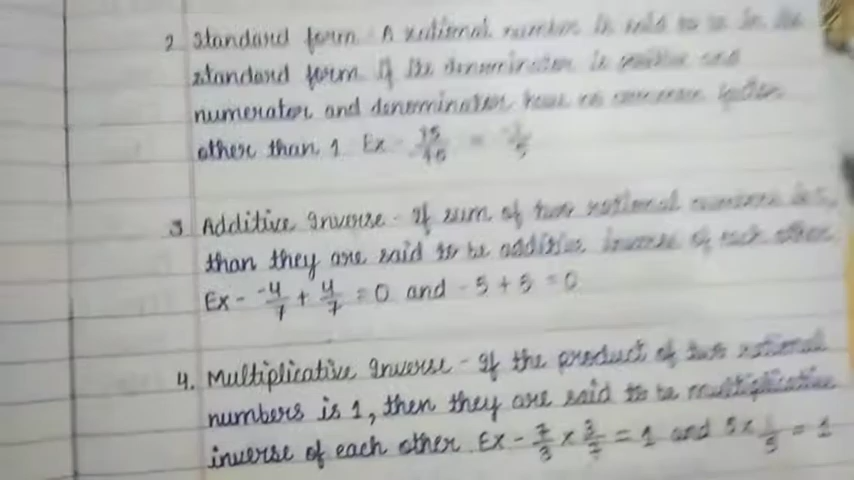 2 Standard form - A rational number is said to be in its
standard form if its denominator is positive and
numerator and denominator have no common factor
other than 1 Ex -
3 Additive Inverse - If sum of two rational numbers is
than they are said to be additive inverse of each other
Ex - -4/7 + 4/7 = 0 and - 5 + 5 = 0
4. Multiplicative Inverse - If the product of two rational
numbers is 1, then they are said to be multiplicative
inverse of each other Ex - 7/3 x 3/7 = 1 and 5 x 1/5 = 1